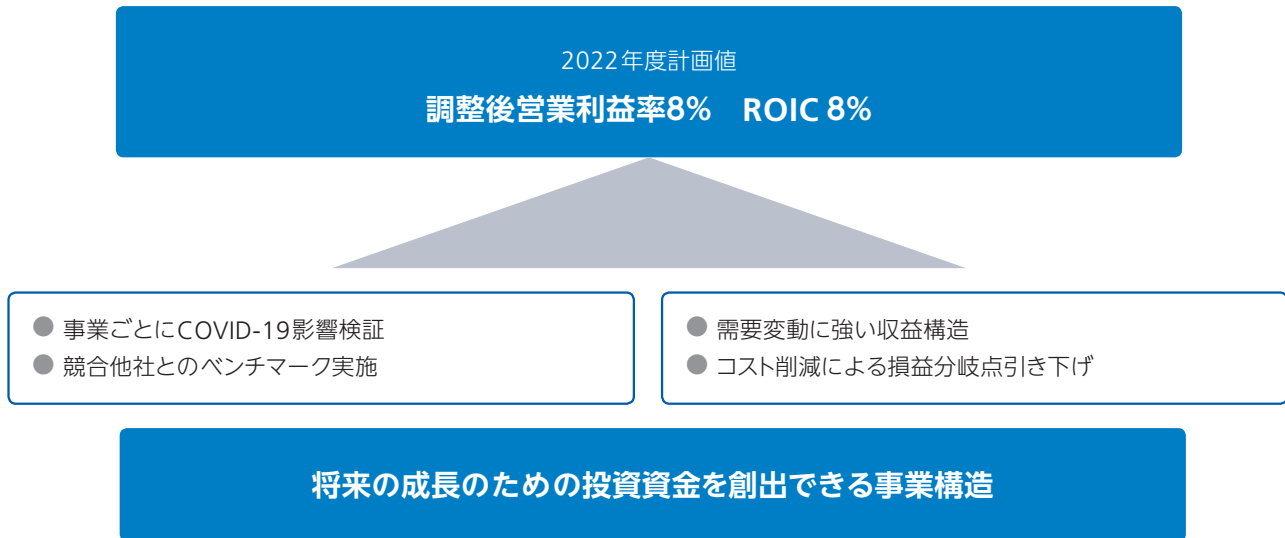 2022年度計画値
調整後営業利益率8% ROIC 8%
● 事業ごとにCOVID-19影響検証
● 競合他社とのベンチマーク実施
● 需要変動に強い収益構造
● コスト削減による損益分岐点引き下げ
将来の成長のための投資資金を創出できる事業構造